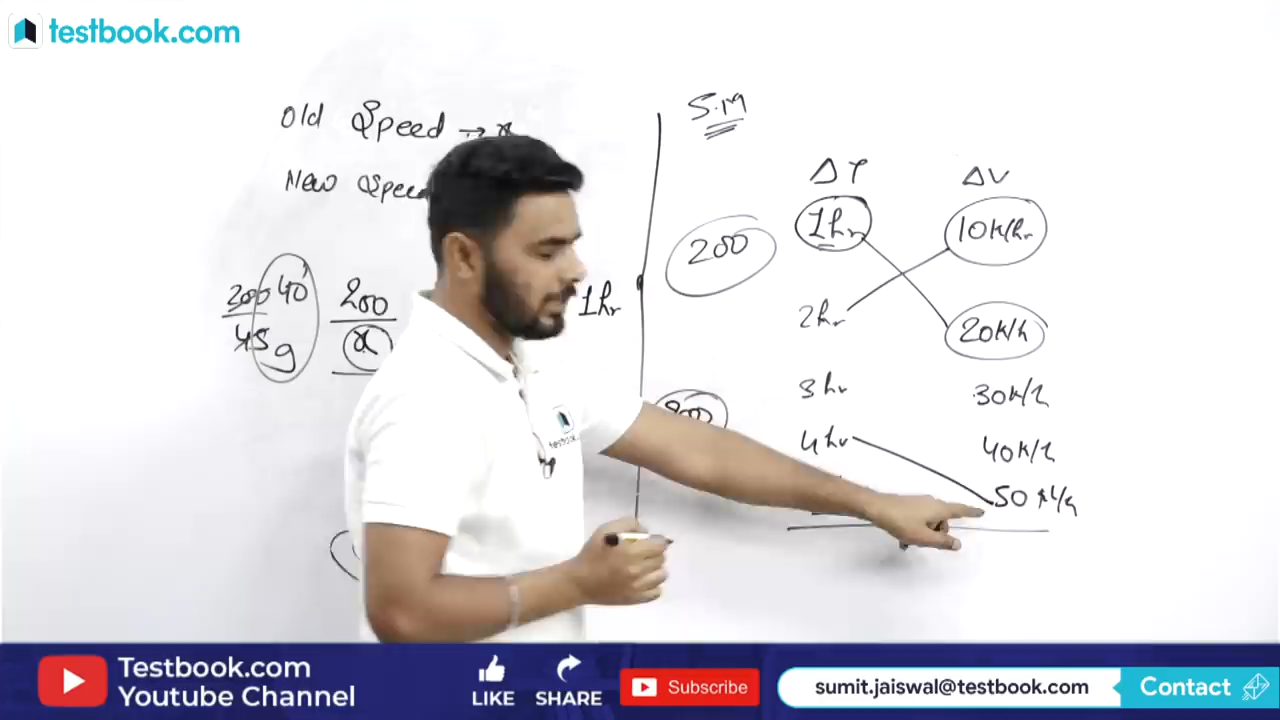 testbook.com
Old Speed → x
New Speed
200 40
45 9
200
x
1hr
S.M
200
ΔT ΔV
1hr 10k/hr
2hr 20k/h
3hr 30k/h
4hr 40k/h
50 k/h
testbook
Testbook.com
Youtube Channel
LIKE
SHARE
Subscribe
sumit.jaiswal@testbook.com
Contact